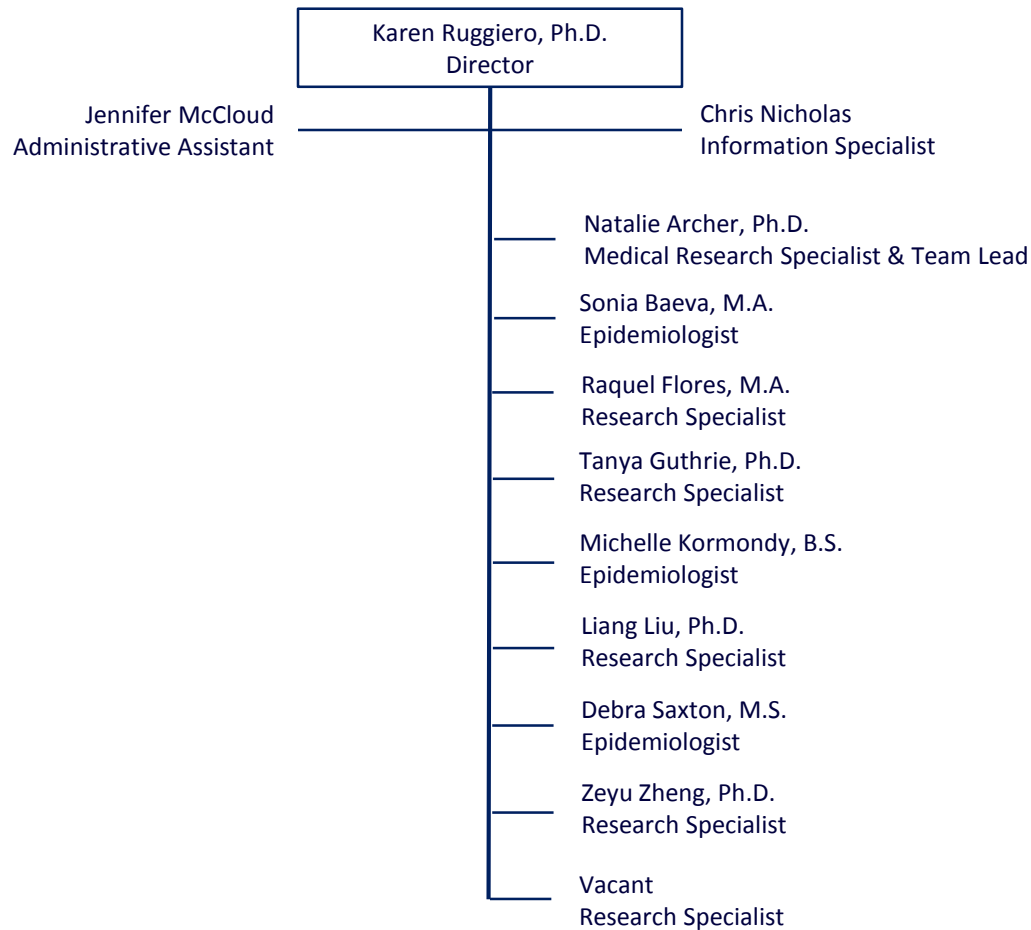 Karen Ruggiero, Ph.D.
Director
Jennifer McCloud
Administrative Assistant
Chris Nicholas
Information Specialist
Natalie Archer, Ph.D.
Medical Research Specialist & Team Lead
Sonia Baeva, M.A.
Epidemiologist
Raquel Flores, M.A.
Research Specialist
Tanya Guthrie, Ph.D.
Research Specialist
Michelle Kormondy, B.S.
Epidemiologist
Liang Liu, Ph.D.
Research Specialist
Debra Saxton, M.S.
Epidemiologist
Zeyu Zheng, Ph.D.
Research Specialist
Vacant
Research Specialist